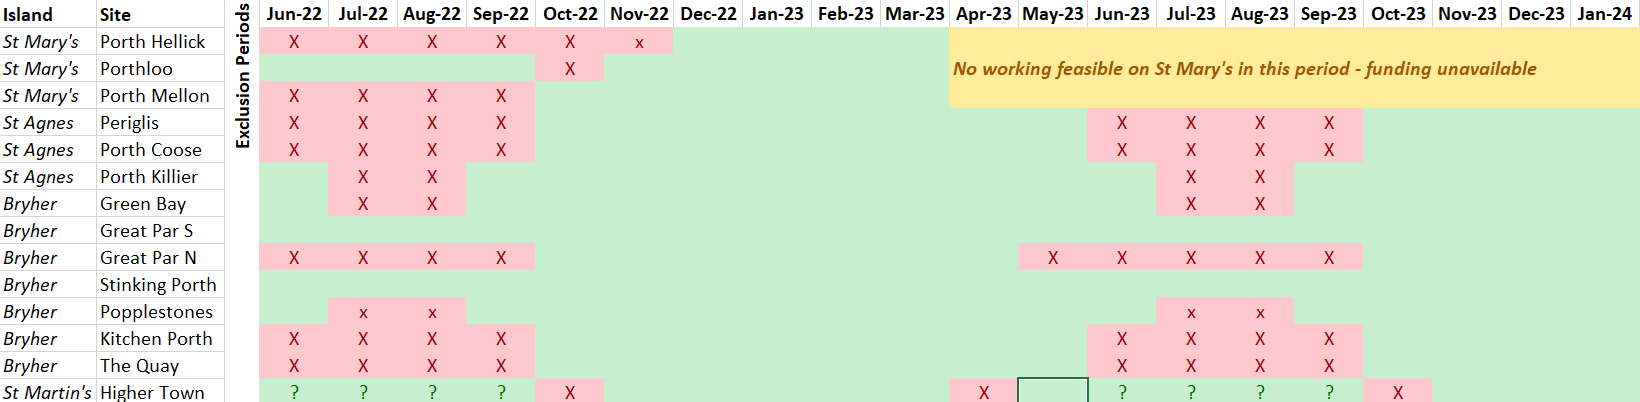 Island Site Exclusion Periods Jun-22 Jul-22 Aug-22 Sep-22 Oct-22 Nov-22 Dec-22 Jan-23 Feb-23 Mar-23 Apr-23 May-23 Jun-23 Jul-23 Aug-23 Sep-23 Oct-23 Nov-23 Dec-23 Jan-24
St Mary's Porth Hellick X X X X X x
St Mary's Porthloo X No working feasible on St Mary's in this period - funding unavailable
St Mary's Porth Mellon X X X X
St Agnes Periglis X X X X X X X X
St Agnes Porth Coose X X X X X X X X
St Agnes Porth Killier X X X X
Bryher Green Bay X X X X
Bryher Great Par S
Bryher Great Par N X X X X X X X X X
Bryher Stinking Porth
Bryher Popplestones x x x x
Bryher Kitchen Porth X X X X X X X X
Bryher The Quay X X X X X X X X
St Martin's Higher Town ? ? ? ? X X ? ? ? ? X